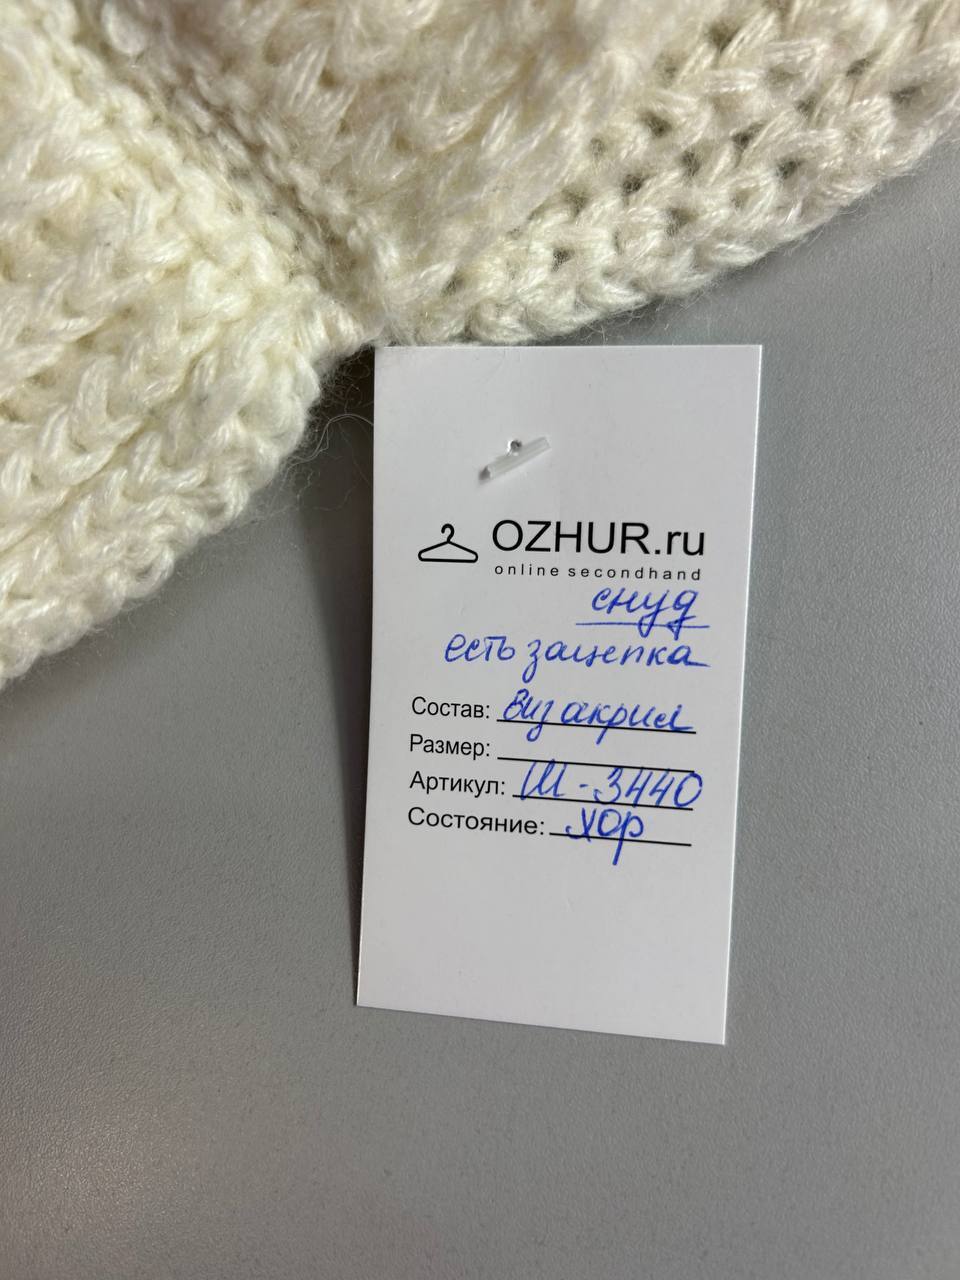 OZHUR.ru
online secondhand
снуд
есть зацепка
Состав: Виз акрил
Размер:
Артикул: Ш-3440
Состояние: хор